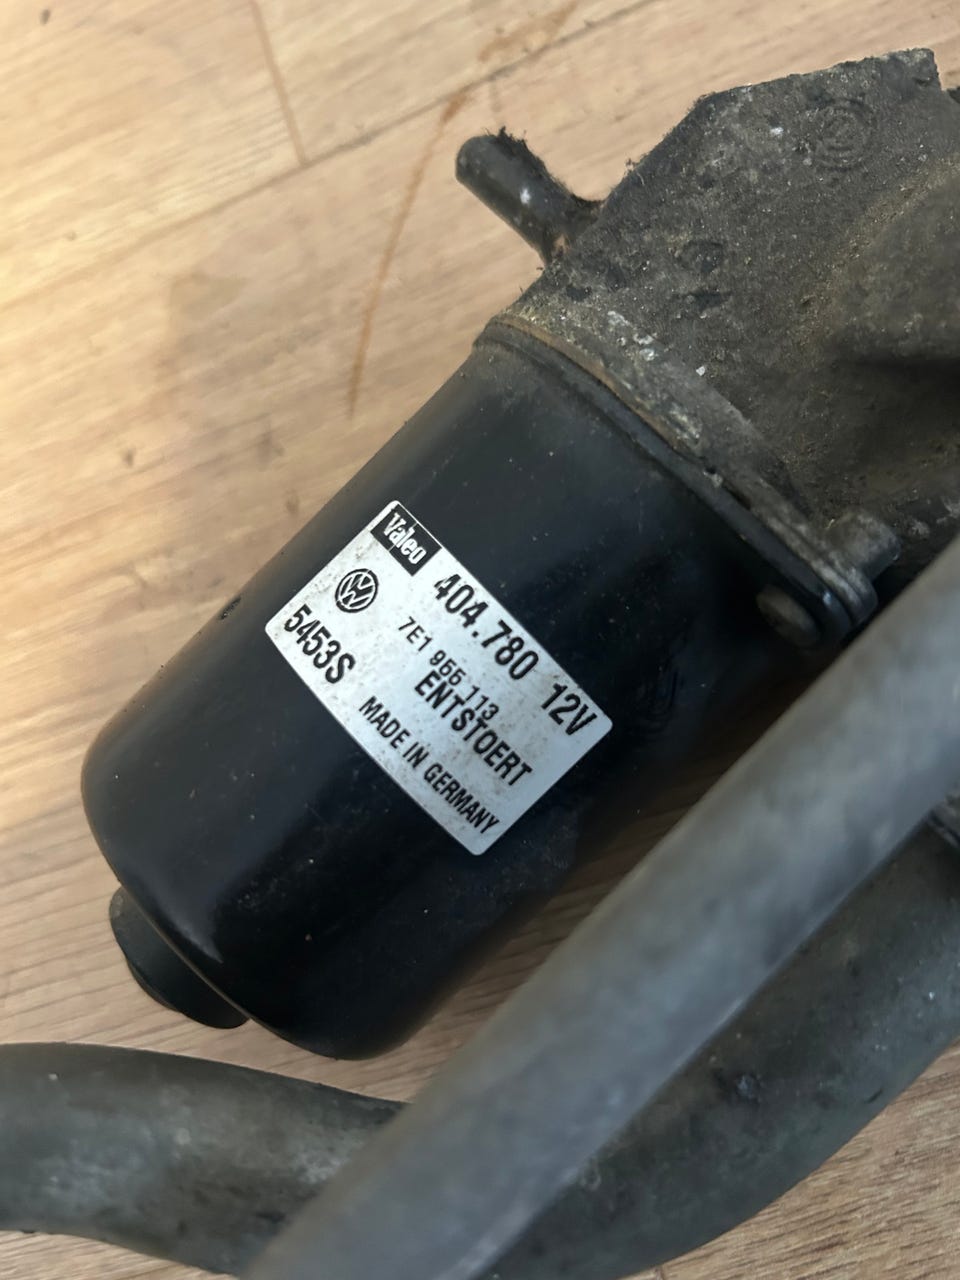 Valeo
404.780 12V
7E1 955 113
ENTSTOERT
5453S
MADE IN GERMANY